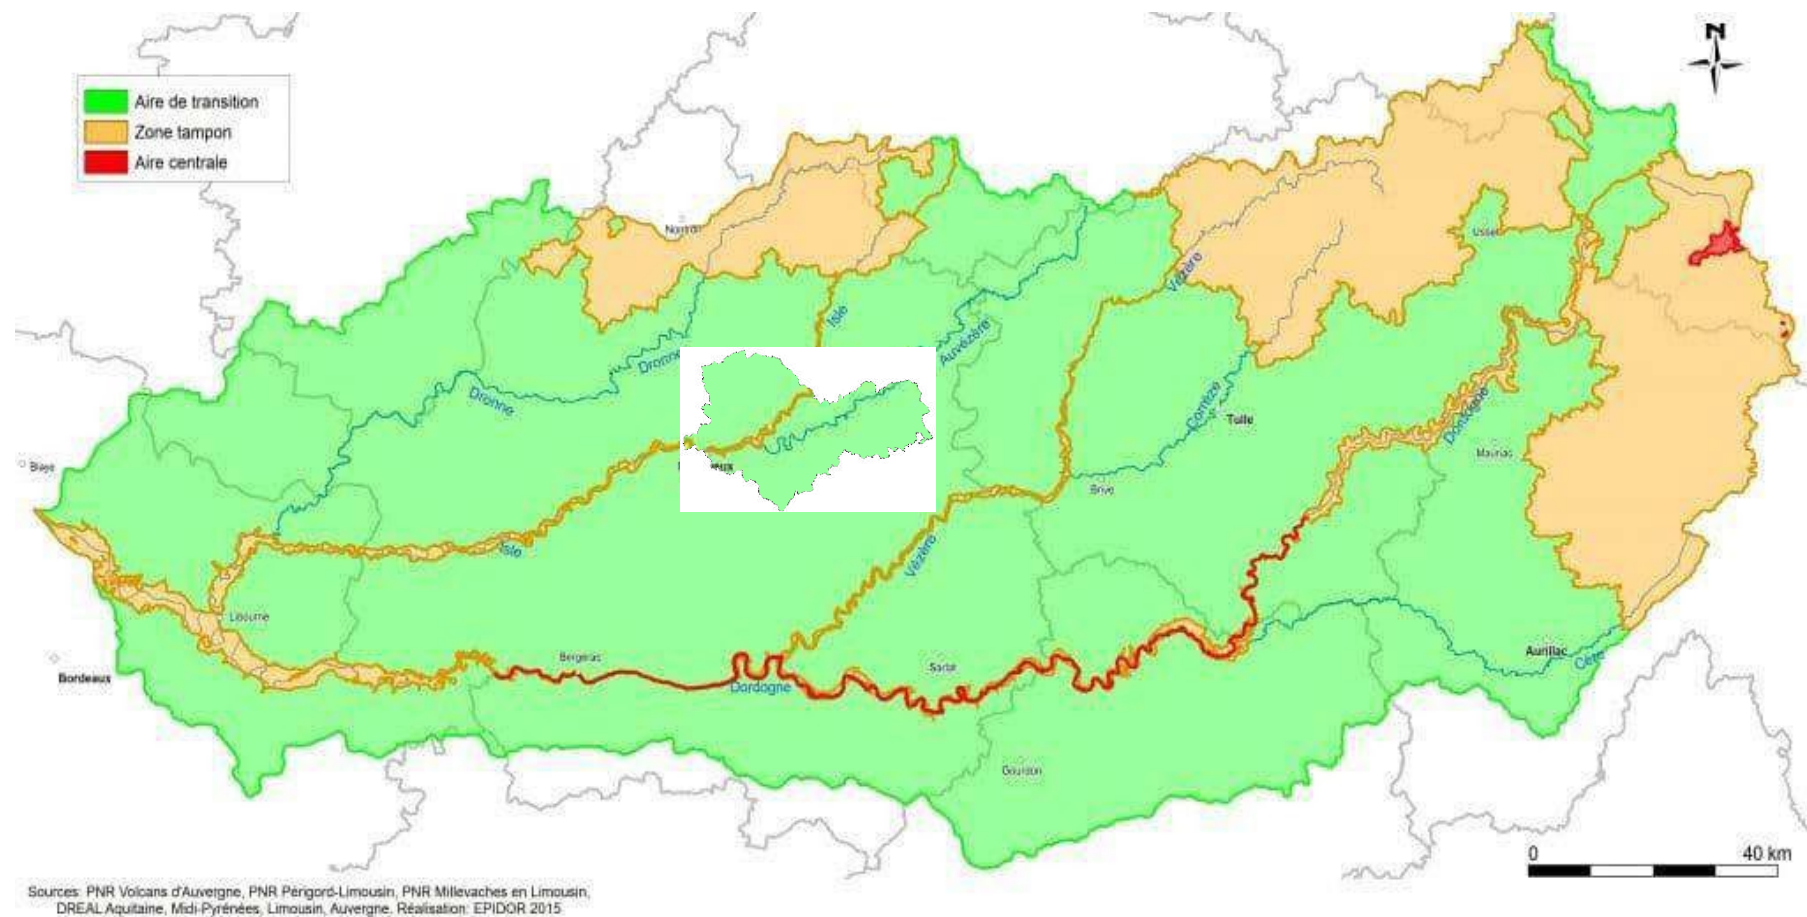 N
Aire de transition
Zone tampon
Aire centrale
Nontron
Ussel
Vézère
Isle
Auvézère
Dronne
Dronne
Corrèze
Tulle
Dordogne
Mauriac
Blaye
Brive
Isle
Vézère
Libourne
Bergerac
Sarlat
Aurillac
Cère
Bordeaux
Dordogne
Gourdon
0 40 km
Sources: PNR Volcans d'Auvergne, PNR Périgord-Limousin, PNR Millevaches en Limousin,
DREAL Aquitaine, Midi-Pyrénées, Limousin, Auvergne. Réalisation: EPIDOR 2015